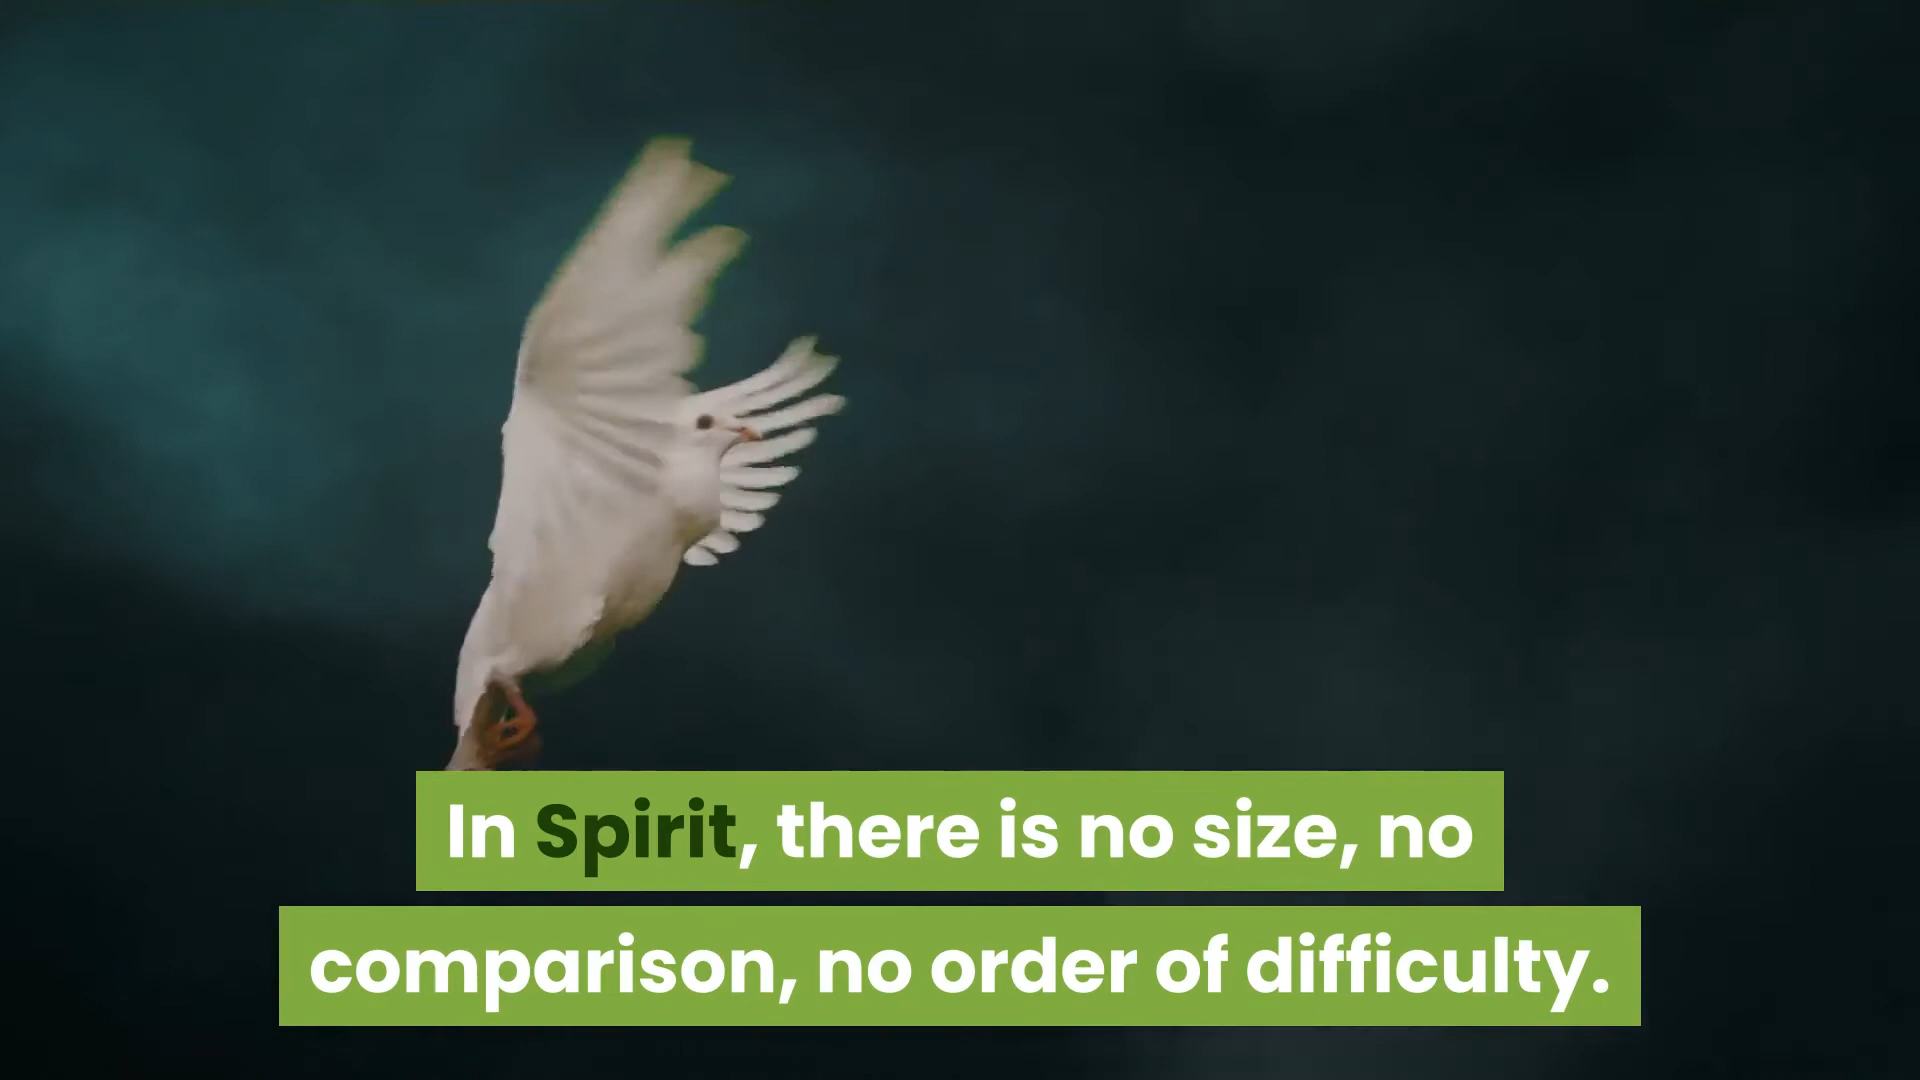 In Spirit, there is no size, no
comparison, no order of difficulty.